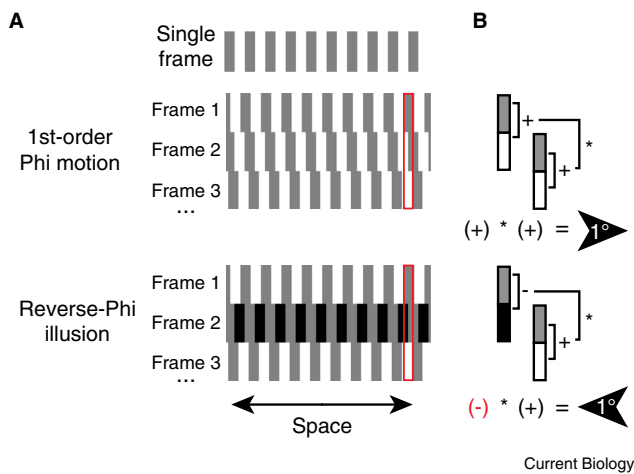 A
B
Single
frame
1st-order
Phi motion
Frame 1
Frame 2
Frame 3
...
+
*
+
(+) * (+) = 1°
Reverse-Phi
illusion
Frame 1
Frame 2
Frame 3
...
-
*
+
(-) * (+) = 1°
Space
Current Biology